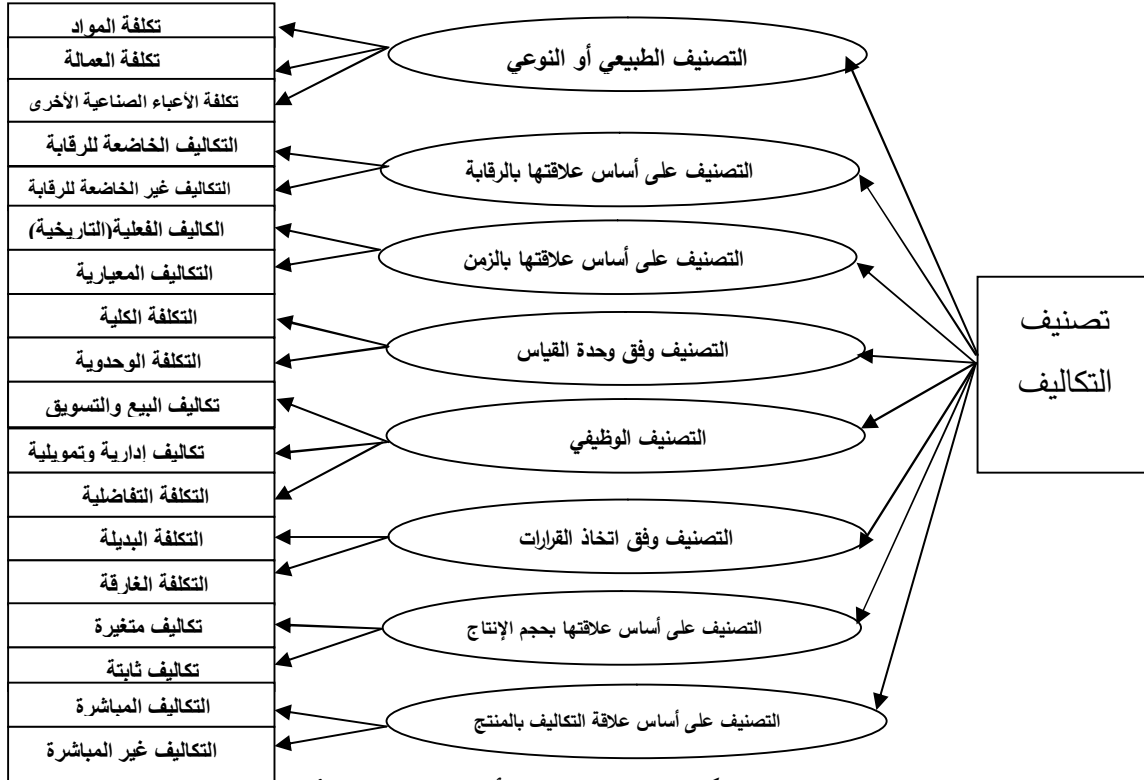 تصنيف
التكاليف
التصنيف الطبيعي أو النوعي
تكلفة المواد
تكلفة العمالة
تكلفة الأعباء الصناعية الأخرى
التصنيف على أساس علاقتها بالرقابة
التكاليف الخاضعة للرقابة
التكاليف غير الخاضعة للرقابة
التصنيف على أساس علاقتها بالزمن
الكاليف الفعلية(التاريخية)
التكاليف المعيارية
التصنيف وفق وحدة القياس
التكلفة الكلية
التكلفة الوحدوية
التصنيف الوظيفي
تكاليف البيع والتسويق
تكاليف إدارية وتمويلية
التكلفة التفاضلية
التصنيف وفق اتخاذ القرارات
التكلفة البديلة
التكلفة الغارقة
التصنيف على أساس علاقتها بحجم الإنتاج
تكاليف متغيرة
تكاليف ثابتة
التصنيف على أساس علاقة التكاليف بالمنتج
التكاليف المباشرة
التكاليف غير المباشرة